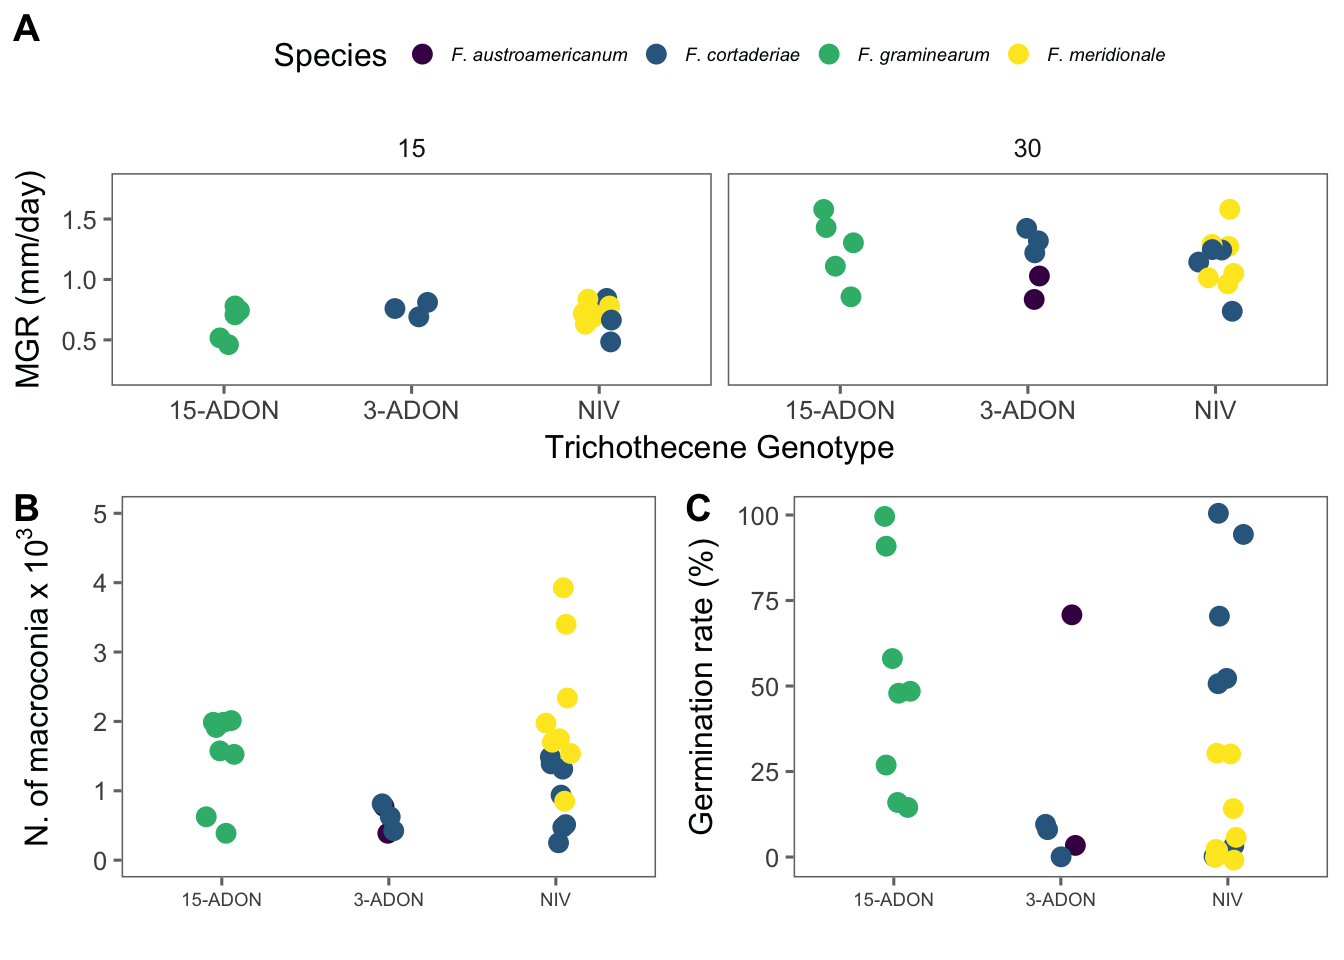 A
Species F. austroamericanum F. cortaderiae F. graminearum F. meridionale
15 30
MGR (mm/day)
1.5
1.0
0.5
15-ADON 3-ADON NIV 15-ADON 3-ADON NIV
Trichothecene Genotype
B
N. of macroconia x 10³
5
4
3
2
1
0
15-ADON 3-ADON NIV
C
Germination rate (%)
100
75
50
25
0
15-ADON 3-ADON NIV